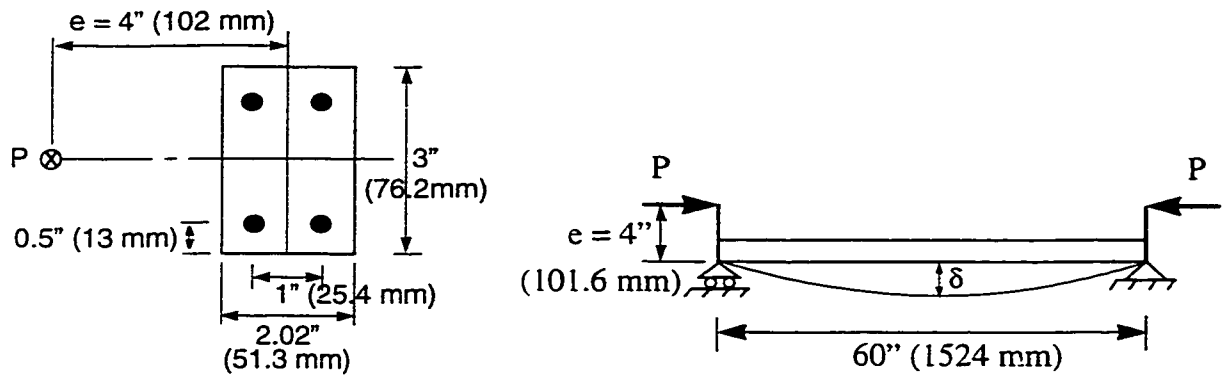 e = 4" (102 mm)
P
3"
(76.2mm)
0.5" (13 mm)
1" (25.4 mm)
2.02"
(51.3 mm)
P
P
e = 4"
(101.6 mm)
δ
60" (1524 mm)